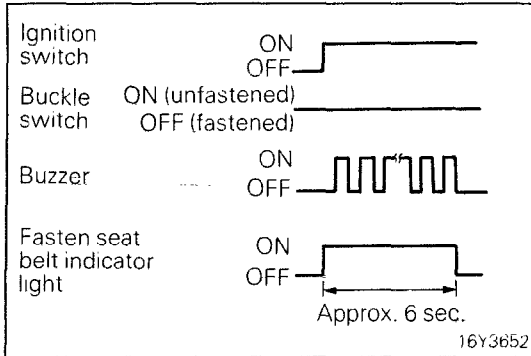 Ignition
switch
ON
OFF
Buckle
switch
ON (unfastened)
OFF (fastened)
Buzzer
ON
OFF
Fasten seat
belt indicator
light
ON
OFF
Approx. 6 sec.
16Y3652